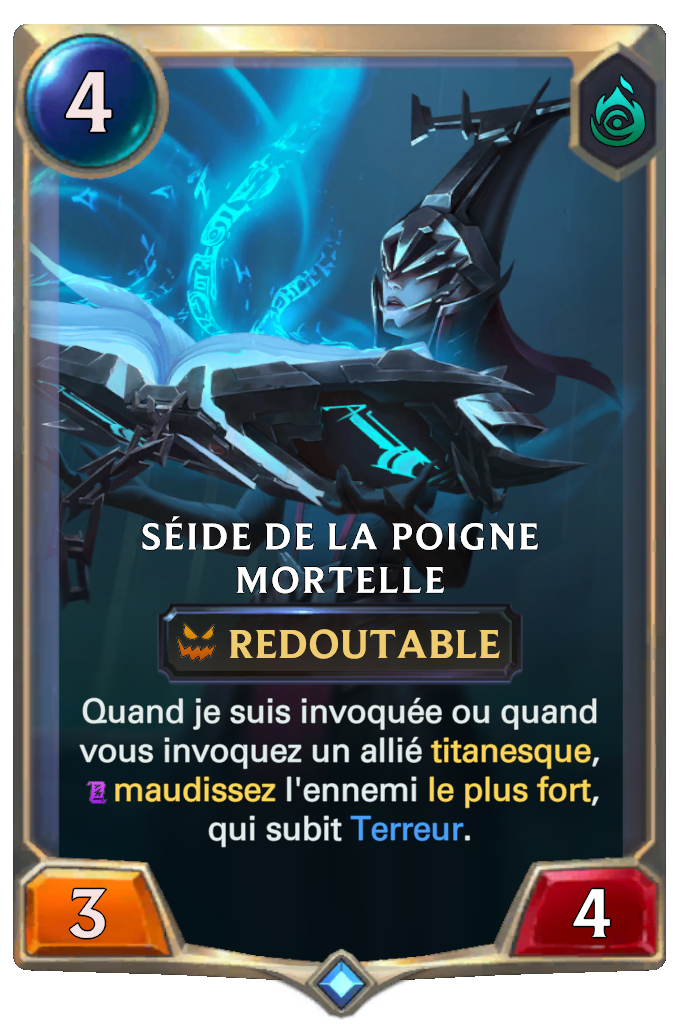 4
SÉIDE DE LA POIGNE
MORTELLE
REDOUTABLE
Quand je suis invoquée ou quand
vous invoquez un allié titanesque,
maudissez l'ennemi le plus fort,
qui subit Terreur.
3
4